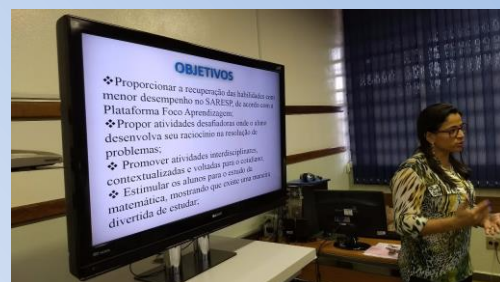 OBJETIVOS
❖Proporcionar a recuperação das habilidades com
menor desempenho no SARESP, de acordo com a
Plataforma Foco Aprendizagem;
❖Propor atividades desafiadoras onde o aluno
desenvolva seu raciocínio na resolução de
problemas;
❖ Promover atividades interdisciplinares,
contextualizadas e voltadas para o cotidiano,
❖ Estimular os alunos para o estudo da
matemática, mostrando que existe uma maneira
divertida de estudar;